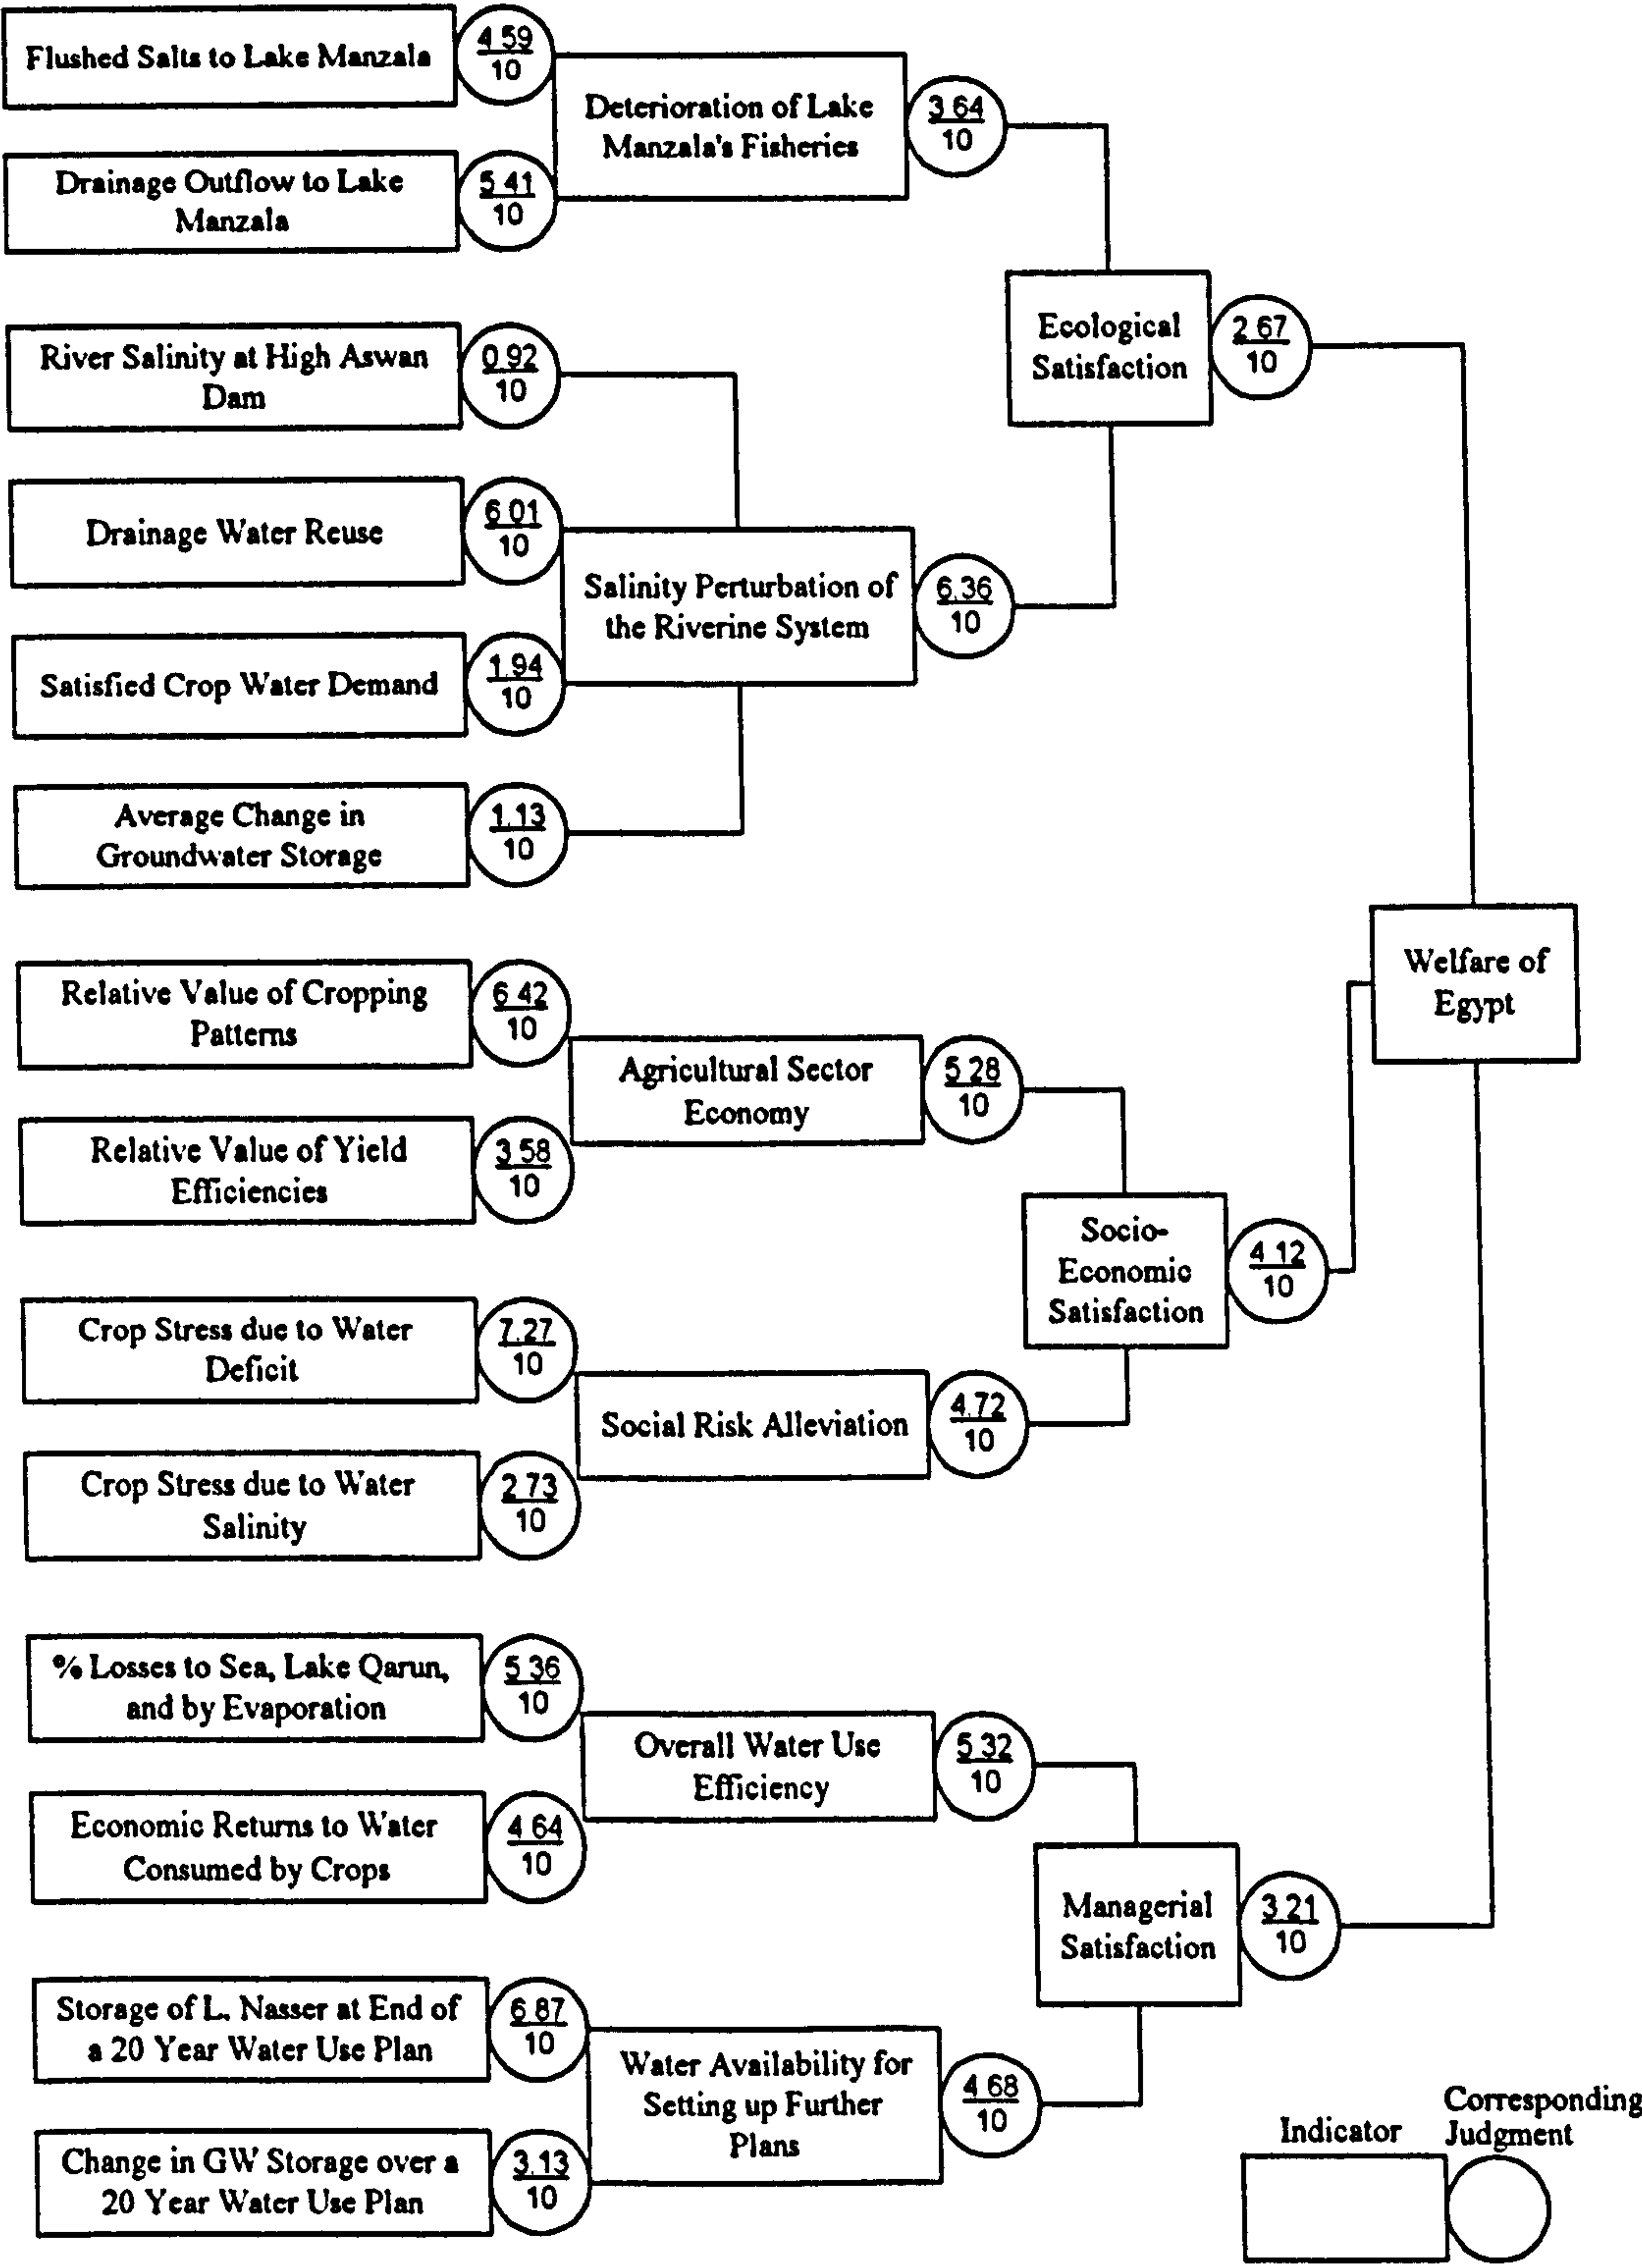 Flushed Salts to Lake Manzala
4.59
10
Drainage Outflow to Lake
Manzala
5.41
10
Deterioration of Lake
Manzala's Fisheries
3.64
10
River Salinity at High Aswan
Dam
0.92
10
Drainage Water Reuse
6.01
10
Satisfied Crop Water Demand
1.94
10
Average Change in
Groundwater Storage
1.13
10
Salinity Perturbation of
the Riverine System
6.36
10
Ecological
Satisfaction
2.67
10
Relative Value of Cropping
Patterns
6.42
10
Relative Value of Yield
Efficiencies
3.58
10
Agricultural Sector
Economy
5.28
10
Crop Stress due to Water
Deficit
7.27
10
Crop Stress due to Water
Salinity
2.73
10
Social Risk Alleviation
4.72
10
Socio-
Economic
Satisfaction
4.12
10
% Losses to Sea, Lake Qarun,
and by Evaporation
5.36
10
Economic Returns to Water
Consumed by Crops
4.64
10
Overall Water Use
Efficiency
5.32
10
Storage of L. Nasser at End of
a 20 Year Water Use Plan
6.87
10
Change in GW Storage over a
20 Year Water Use Plan
3.13
10
Water Availability for
Setting up Further
Plans
4.68
10
Managerial
Satisfaction
3.21
10
Welfare of
Egypt
Indicator
Corresponding
Judgment